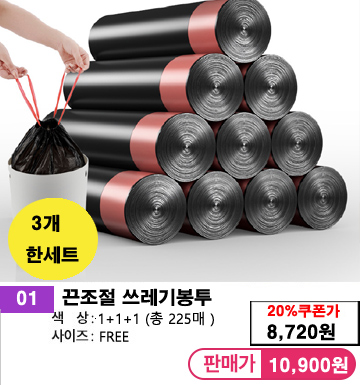 3개
한세트
01 끈조절 쓰레기봉투
색 상:1+1+1 (총 225매 )
사이즈: FREE
20%쿠폰가
8,720원
판매가 10,900원